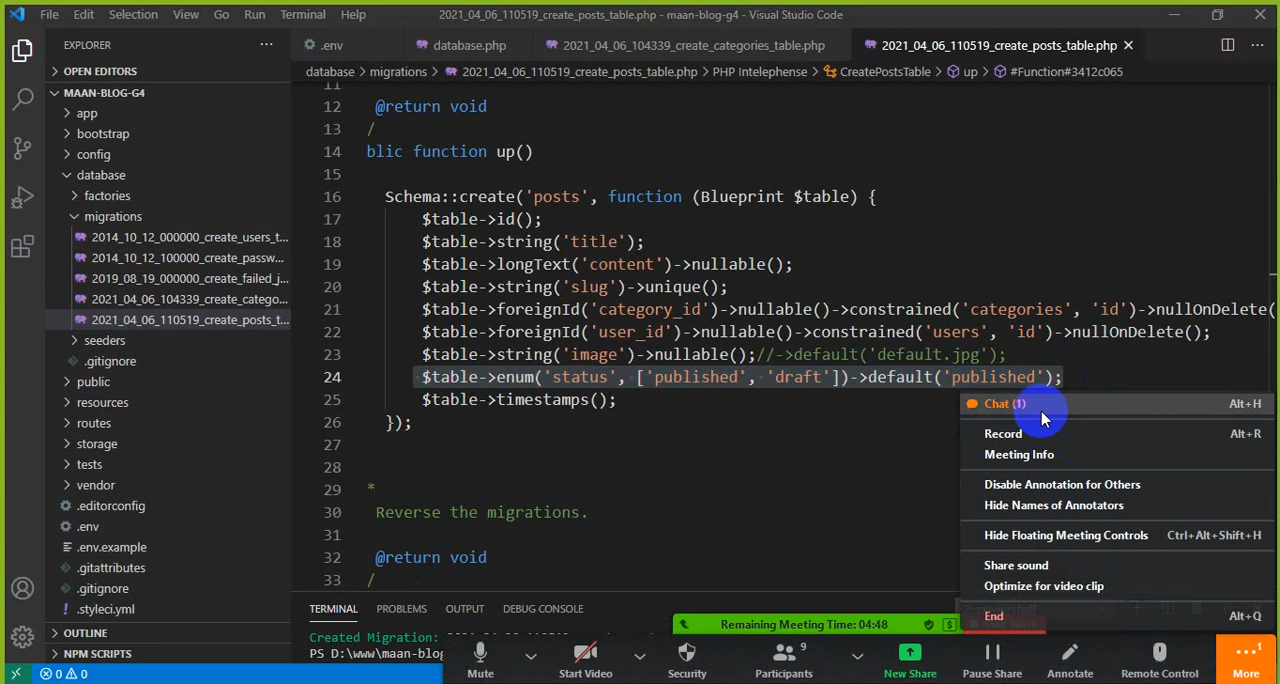 File Edit Selection View Go Run Terminal Help 2021_04_06_110519_create_posts_table.php - maan-blog-g4 - Visual Studio Code
EXPLORER
.env database.php 2021_04_06_104339_create_categories_table.php 2021_04_06_110519_create_posts_table.php
OPEN EDITORS
database > migrations > 2021_04_06_110519_create_posts_table.php > PHP Intelephense > CreatePostsTable > up > #Function#3412c065
MAAN-BLOG-G4
app
bootstrap
config
database
factories
migrations
2014_10_12_000000_create_users_t...
2014_10_12_100000_create_passw...
2019_08_19_000000_create_failed_j...
2021_04_06_104339_create_catego...
2021_04_06_110519_create_posts_t...
seeders
.gitignore
public
resources
routes
storage
tests
vendor
.editorconfig
.env
.env.example
.gitattributes
.gitignore
.styleci.yml
OUTLINE
NPM SCRIPTS
11
12 @return void
13 /
14 blic function up()
15
16 Schema::create('posts', function (Blueprint $table) {
17 $table->id();
18 $table->string('title');
19 $table->longText('content')->nullable();
20 $table->string('slug')->unique();
21 $table->foreignId('category_id')->nullable()->constrained('categories', 'id')->nullOnDelete(
22 $table->foreignId('user_id')->nullable()->constrained('users', 'id')->nullOnDelete();
23 $table->string('image')->nullable();//->default('default.jpg');
24 $table->enum('status', ['published', 'draft'])->default('published');
25 $table->timestamps();
26 });
27
28
29 *
30 Reverse the migrations.
31
32 @return void
33 /
Chat (1) Alt+H
Record Alt+R
Meeting Info
Disable Annotation for Others
Hide Names of Annotators
Hide Floating Meeting Controls Ctrl+Alt+Shift+H
Share sound
Optimize for video clip
End Alt+Q
TERMINAL PROBLEMS OUTPUT DEBUG CONSOLE
Remaining Meeting Time: 04:48
Created Migration:
PS D:\www\maan-blog
0 0
Mute Start Video Security Participants 9 New Share Pause Share Annotate Remote Control More 1